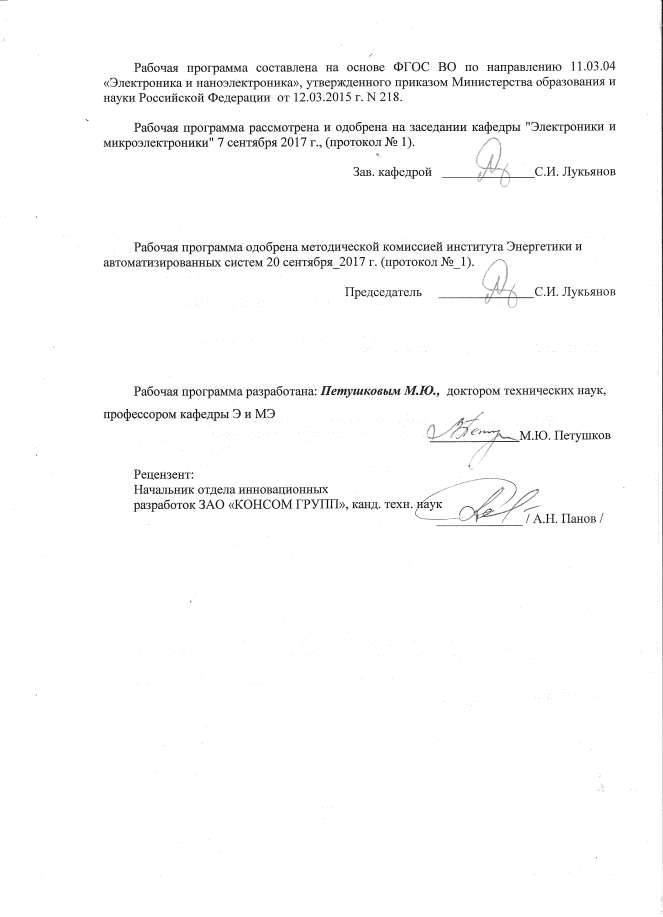 Рабочая программа составлена на основе ФГОС ВО по направлению 11.03.04
«Электроника и наноэлектроника», утвержденного приказом Министерства образования и
науки Российской Федерации от 12.03.2015 г. N 218.
Рабочая программа рассмотрена и одобрена на заседании кафедры "Электроники и
микроэлектроники" 7 сентября 2017 г., (протокол № 1).
Зав. кафедрой ______________С.И. Лукьянов
Рабочая программа одобрена методической комиссией института Энергетики и
автоматизированных систем 20 сентября_2017 г. (протокол №_1).
Председатель ______________С.И. Лукьянов
Рабочая программа разработана: Петушковым М.Ю., доктором технических наук,
профессором кафедры Э и МЭ
_____________М.Ю. Петушков
Рецензент:
Начальник отдела инновационных
разработок ЗАО «КОНСОМ ГРУПП», канд. техн. наук
_____________ / А.Н. Панов /